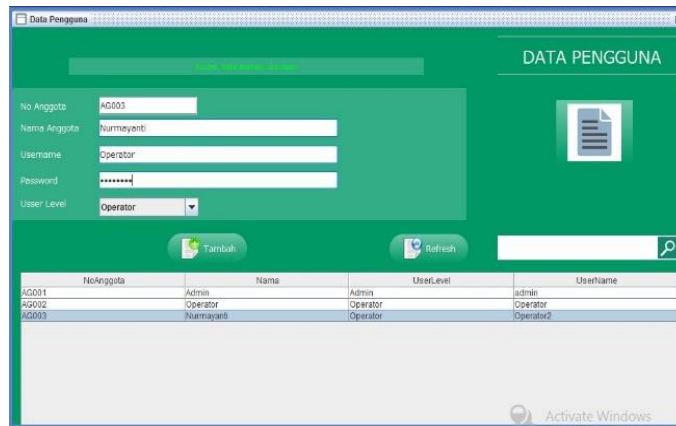 Data Pengguna
DATA PENGGUNA
No Anggota AG003
Nama Anggota Nurmayanti
Username Operator
Password ••••••••
Usser Level Operator
Tambah Refresh
NoAnggota Nama UserLevel UserName
AG001 Admin Admin admin
AG002 Operator Operator Operator
AG003 Nurmayanti Operator Operator2
Activate Windows